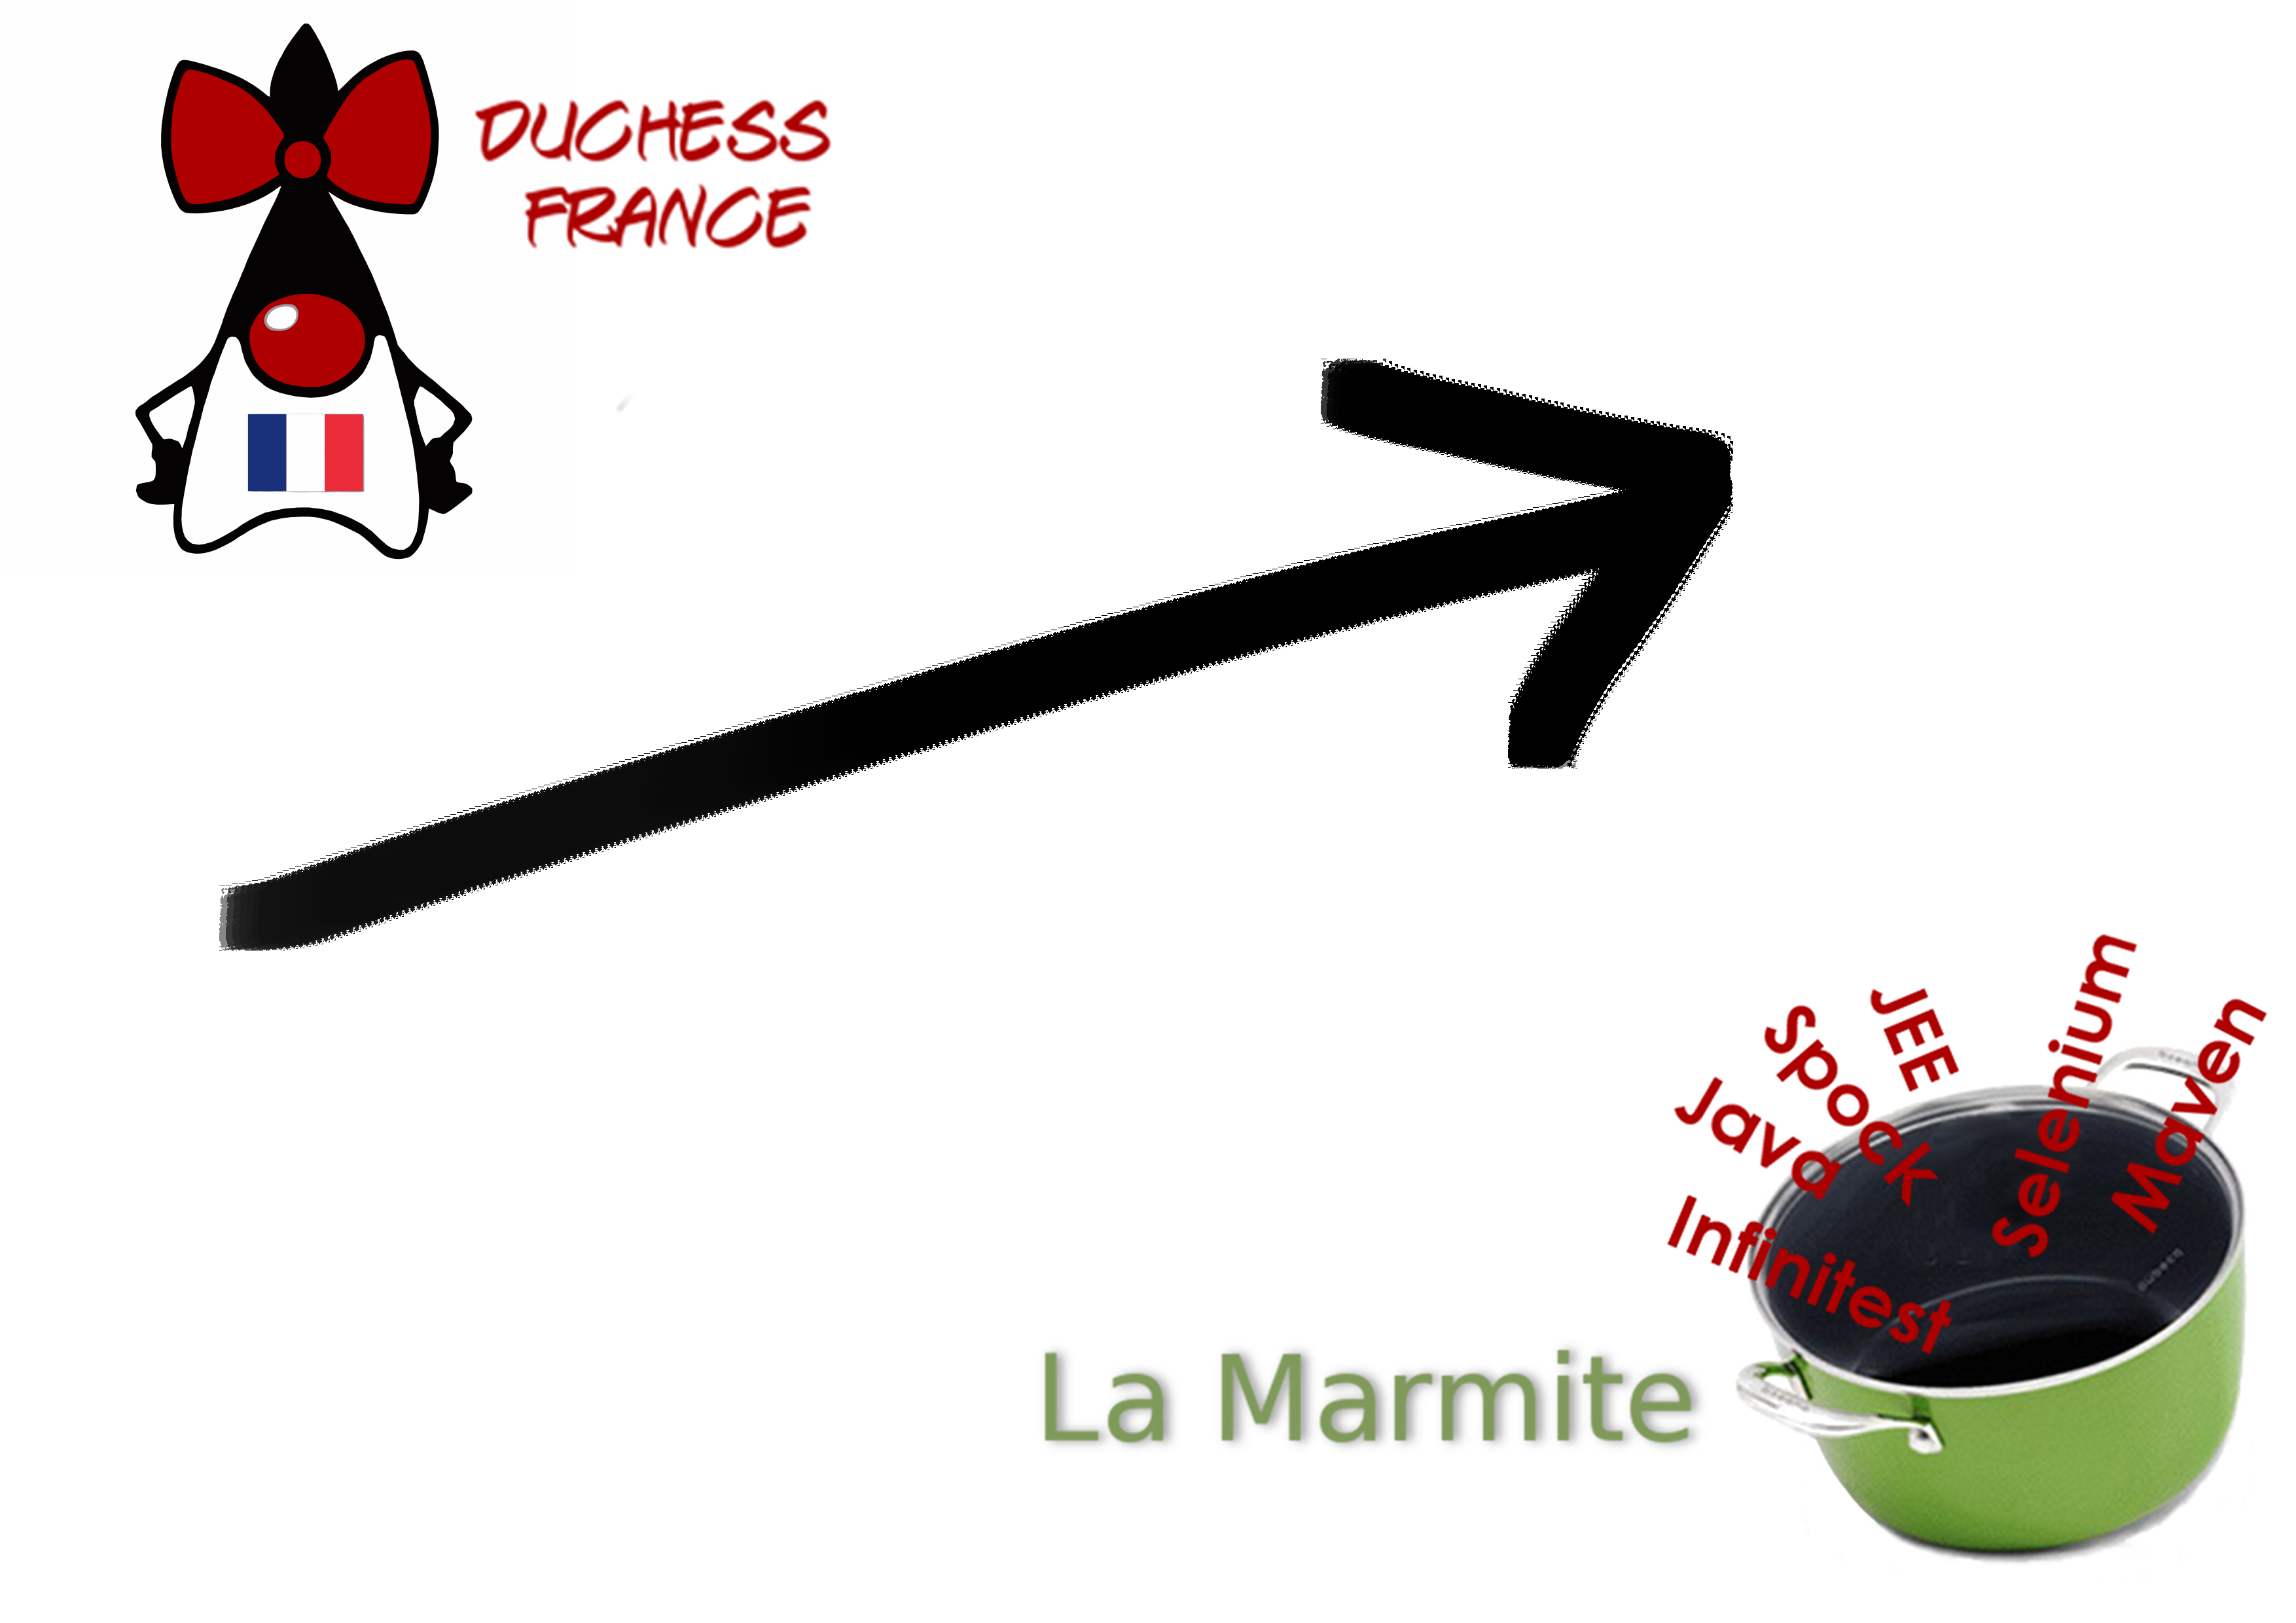 DUCHESS
FRANCE
JEE
Selenium
Spock
Maven
Java
Infinitest
La Marmite